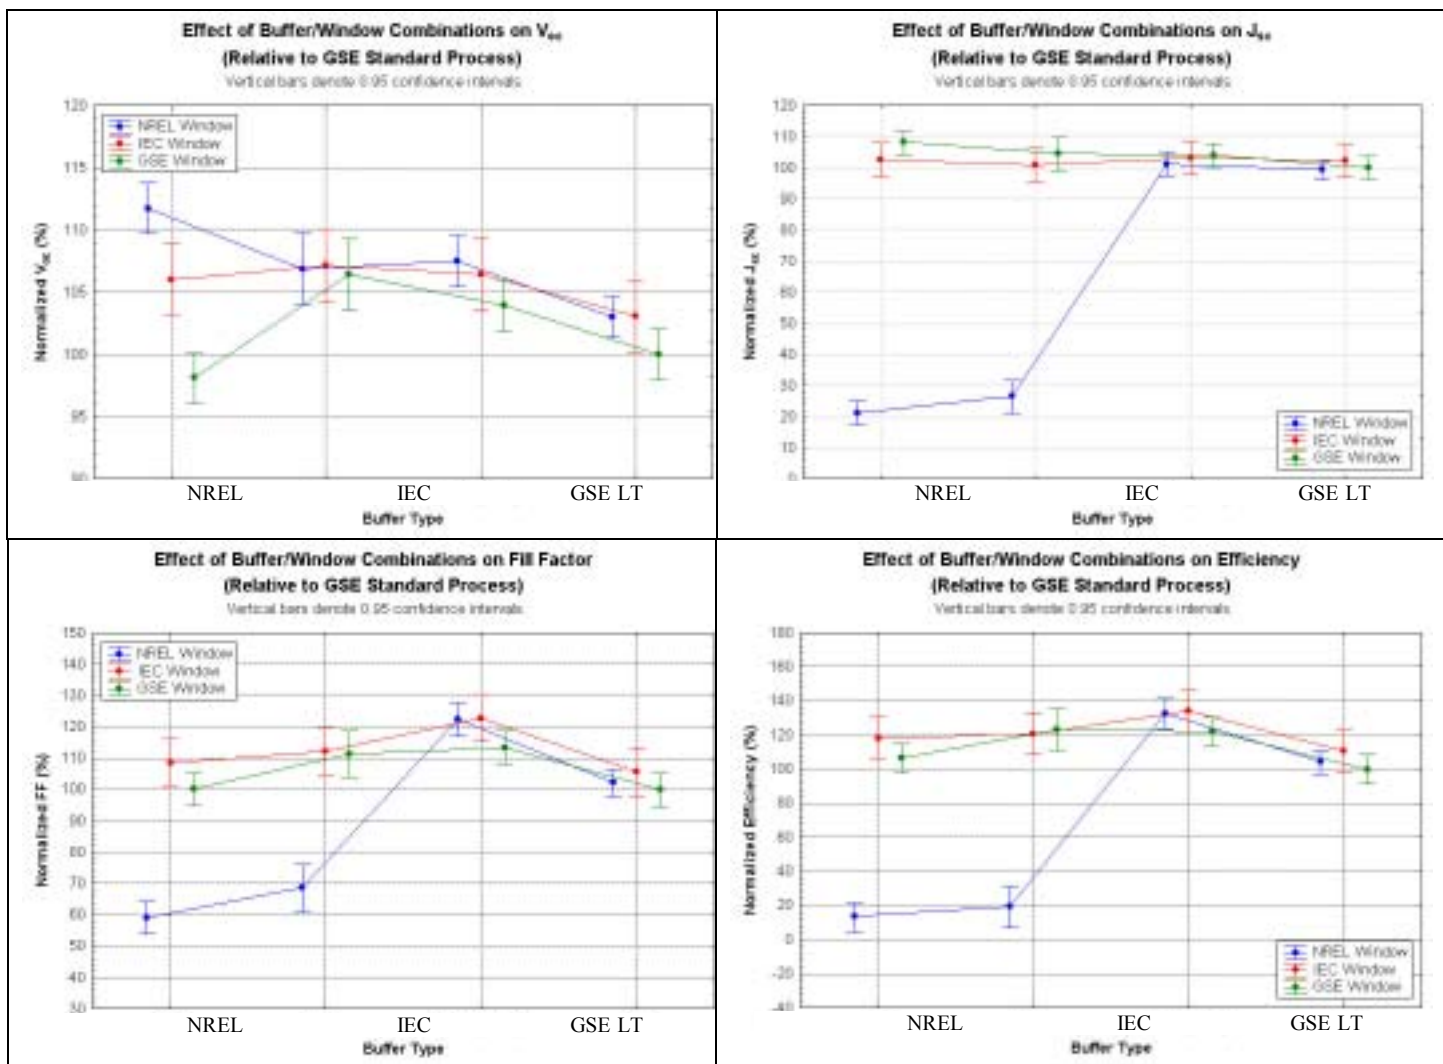 Effect of Buffer/Window Combinations on Voc
(Relative to GSE Standard Process)
Vertical bars denote 0.95 confidence intervals
120
115
110
105
100
95
90
Normalized Voc (%)
NREL Window
IEC Window
GSE Window
NREL IEC GSE LT
Buffer Type
Effect of Buffer/Window Combinations on Jsc
(Relative to GSE Standard Process)
Vertical bars denote 0.95 confidence intervals
120
110
100
90
80
70
60
50
40
30
20
10
0
Normalized Jsc (%)
NREL Window
IEC Window
GSE Window
NREL IEC GSE LT
Buffer Type
Effect of Buffer/Window Combinations on Fill Factor
(Relative to GSE Standard Process)
Vertical bars denote 0.95 confidence intervals
150
140
130
120
110
100
90
80
70
60
50
40
30
Normalized FF (%)
NREL Window
IEC Window
GSE Window
NREL IEC GSE LT
Buffer Type
Effect of Buffer/Window Combinations on Efficiency
(Relative to GSE Standard Process)
Vertical bars denote 0.95 confidence intervals
180
160
140
120
100
80
60
40
20
0
-20
-40
Normalized Efficiency (%)
NREL Window
IEC Window
GSE Window
NREL IEC GSE LT
Buffer Type